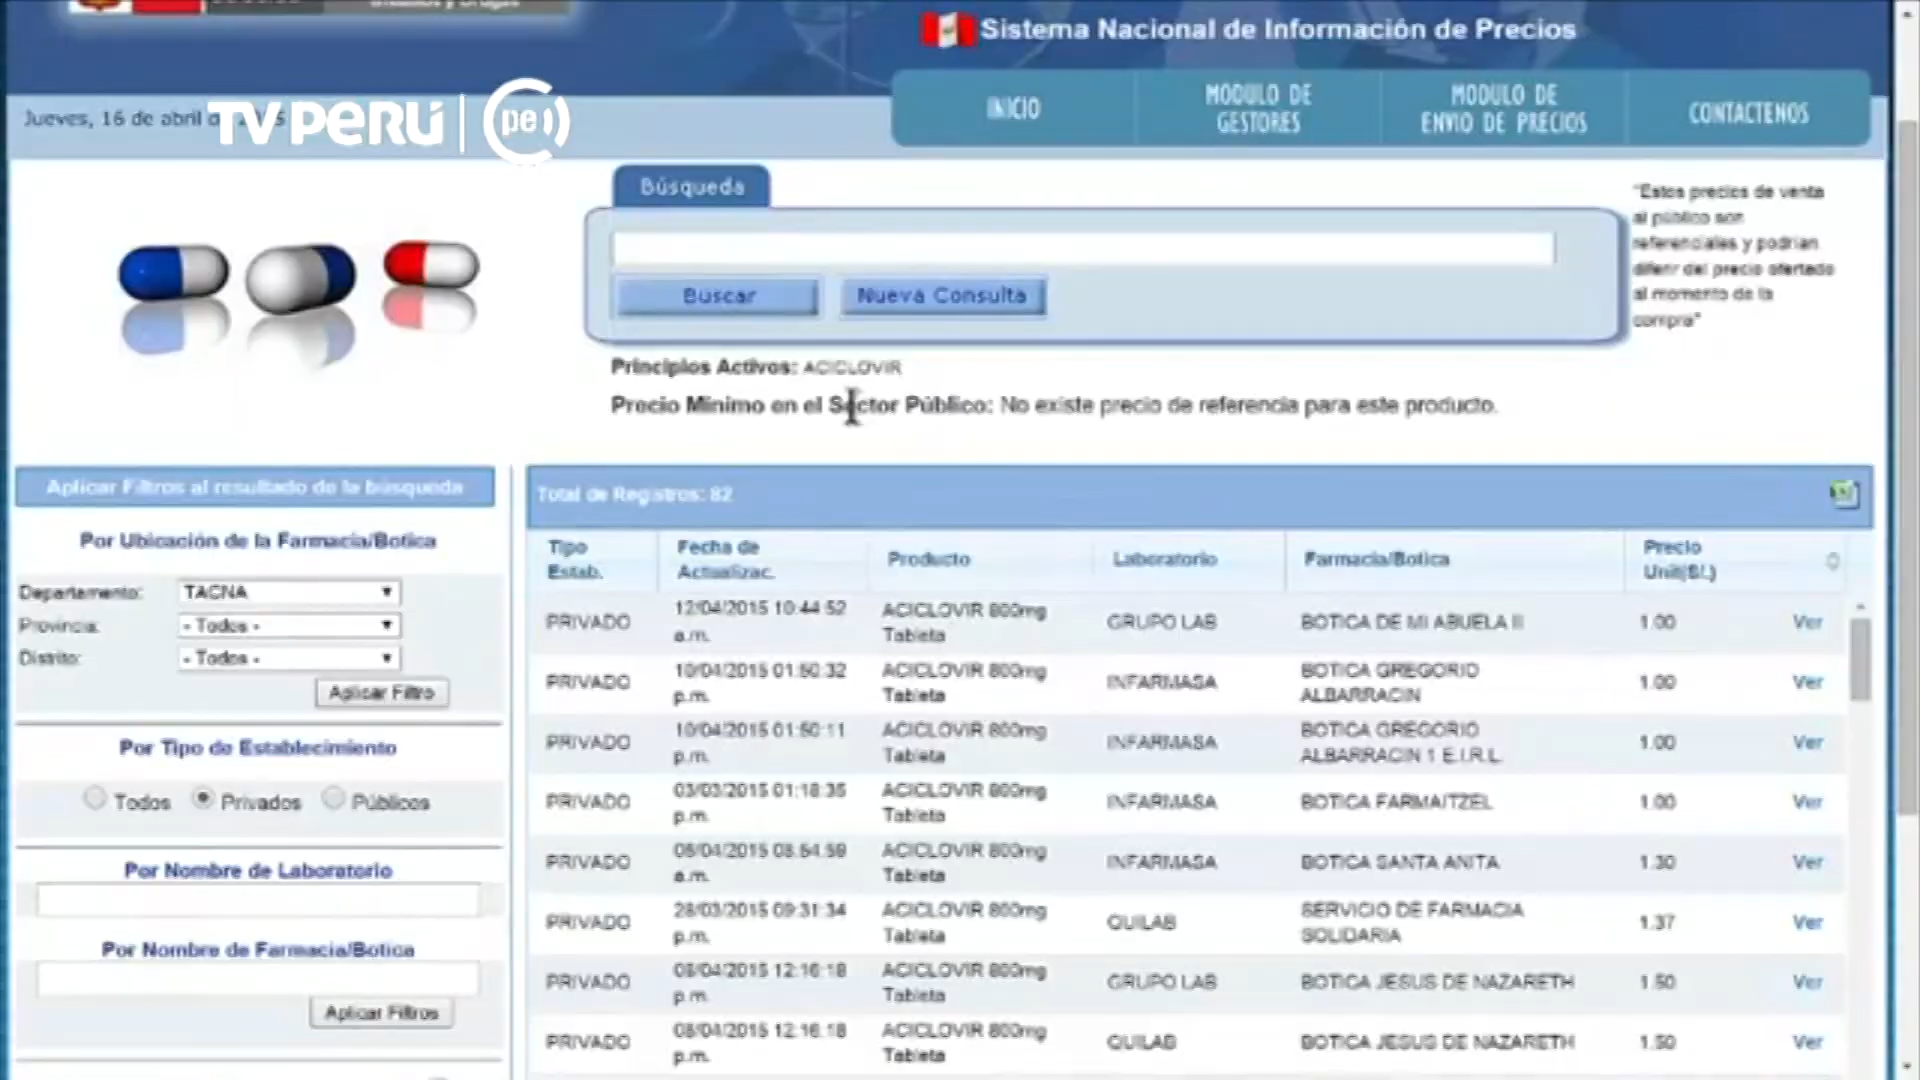 Sistema Nacional de Información de Precios
Jueves, 16 de abril
TVPERÚ
pe
INICIO
MODULO DE
GESTORES
MODULO DE
ENVIO DE PRECIOS
CONTACTENOS
Búsqueda
Buscar
Nueva Consulta
"Estos precios de venta
al público son
referenciales y podrían
diferir del precio ofertado
al momento de la
compra"
Principios Activos: ACICLOVIR
Precio Mínimo en el Sector Público: No existe precio de referencia para este producto.
Aplicar Filtros al resultado de la búsqueda
Por Ubicación de la Farmacia/Botica
Departamento: TACNA
Provincia: - Todos -
Distrito: - Todos -
Aplicar Filtro
Por Tipo de Establecimiento
Todos Privados Públicos
Por Nombre de Laboratorio
Por Nombre de Farmacia/Botica
Aplicar Filtros
Total de Registros: 82
Tipo Estab. Fecha de Actualizac. Producto Laboratorio Farmacia/Botica Precio Unit(S/.)
PRIVADO 12/04/2015 10:44:52 a.m. ACICLOVIR 800mg Tableta GRUPO LAB BOTICA DE MI ABUELA II 1.00 Ver
PRIVADO 10/04/2015 01:50:32 p.m. ACICLOVIR 800mg Tableta INFARMASA BOTICA GREGORIO ALBARRACIN 1.00 Ver
PRIVADO 10/04/2015 01:50:11 p.m. ACICLOVIR 800mg Tableta INFARMASA BOTICA GREGORIO ALBARRACIN 1 E.I.R.L. 1.00 Ver
PRIVADO 03/03/2015 01:18:35 p.m. ACICLOVIR 800mg Tableta INFARMASA BOTICA FARMAITZEL 1.00 Ver
PRIVADO 08:54:59 a.m. ACICLOVIR 800mg Tableta INFARMASA BOTICA SANTA ANITA 1.30 Ver
PRIVADO 28/03/2015 09:31:34 p.m. ACICLOVIR 800mg Tableta QUILAB SERVICIO DE FARMACIA SOLIDARIA 1.37 Ver
PRIVADO 08/04/2015 12:16:18 p.m. ACICLOVIR 800mg Tableta GRUPO LAB BOTICA JESUS DE NAZARETH 1.50 Ver
PRIVADO 08/04/2015 12:16:18 p.m. ACICLOVIR 800mg Tableta QUILAB BOTICA JESUS DE NAZARETH 1.50 Ver